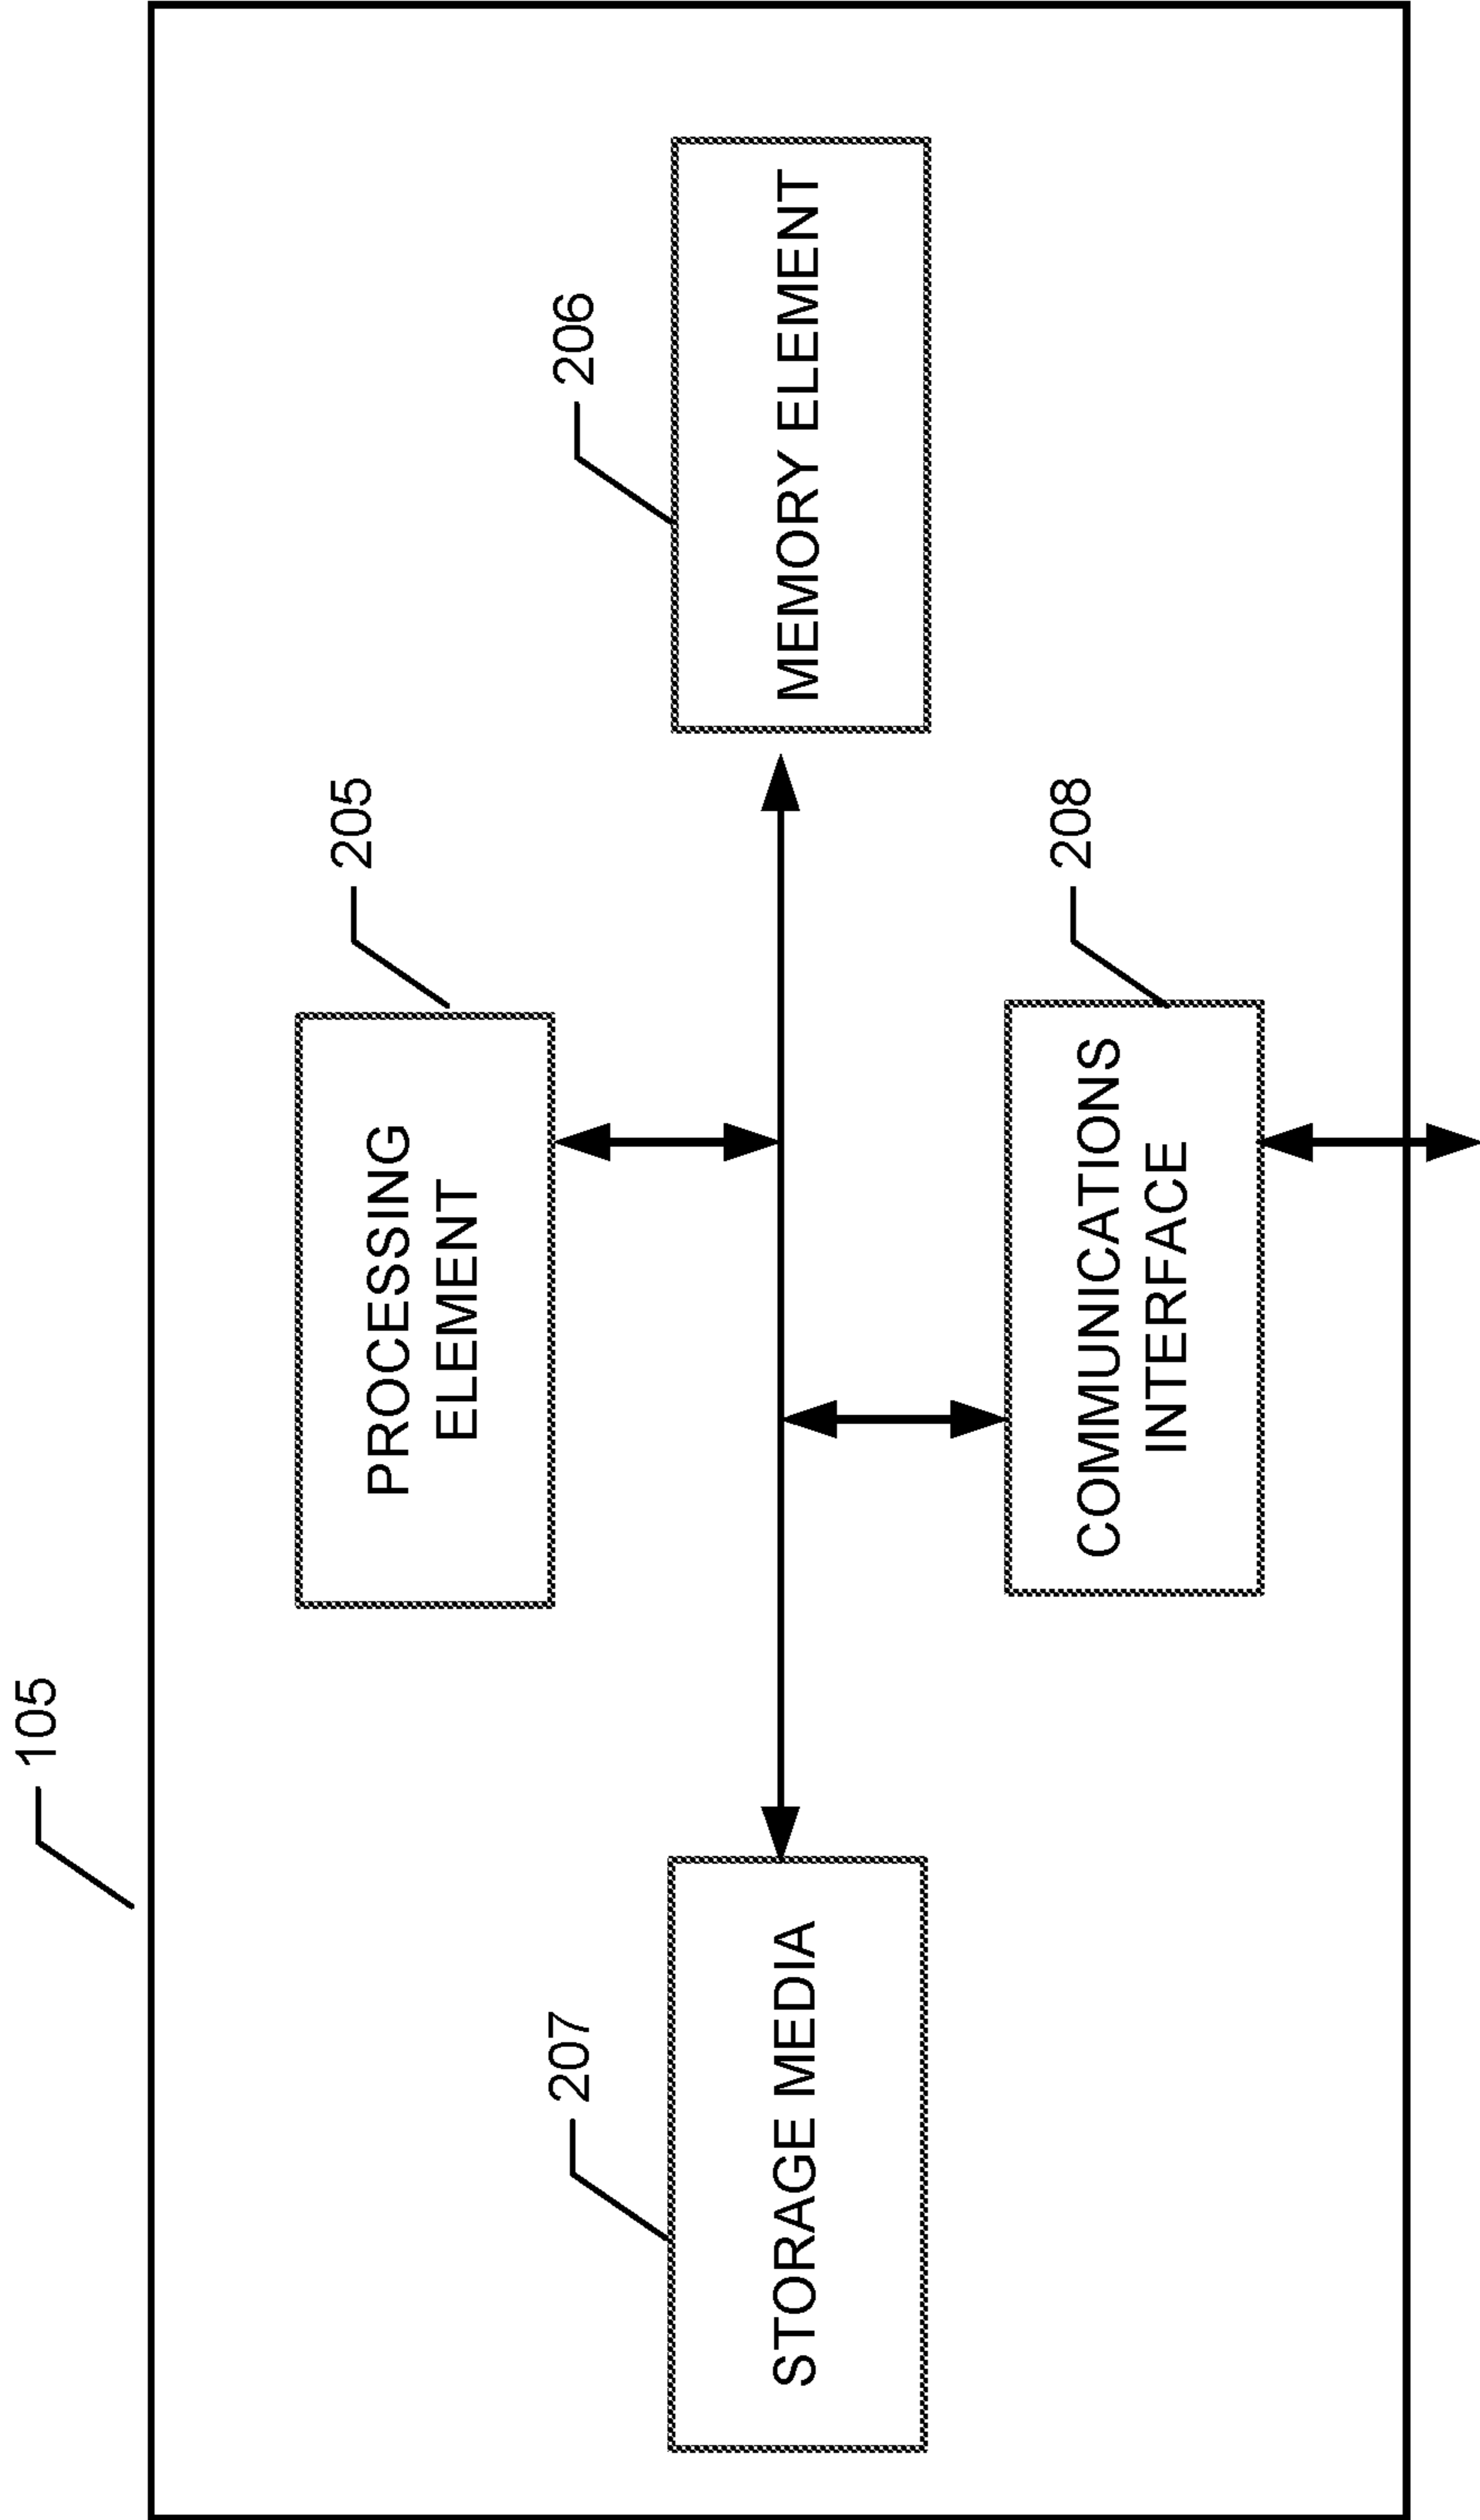 105
205
PROCESSING
ELEMENT
207
STORAGE MEDIA
206
MEMORY ELEMENT
208
COMMUNICATIONS
INTERFACE